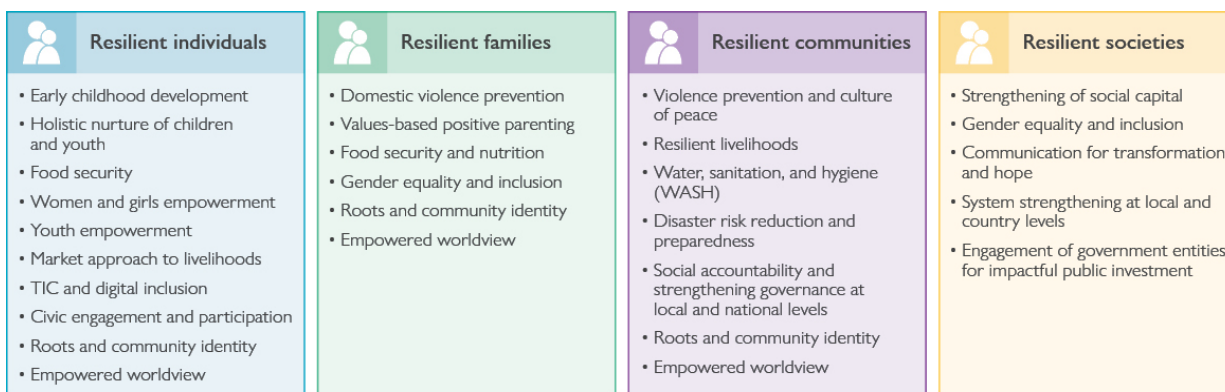 Resilient individuals
• Early childhood development
• Holistic nurture of children
and youth
• Food security
• Women and girls empowerment
• Youth empowerment
• Market approach to livelihoods
• TIC and digital inclusion
• Civic engagement and participation
• Roots and community identity
• Empowered worldview
Resilient families
• Domestic violence prevention
• Values-based positive parenting
• Food security and nutrition
• Gender equality and inclusion
• Roots and community identity
• Empowered worldview
Resilient communities
• Violence prevention and culture
of peace
• Resilient livelihoods
• Water, sanitation, and hygiene
(WASH)
• Disaster risk reduction and
preparedness
• Social accountability and
strengthening governance at
local and national levels
• Roots and community identity
• Empowered worldview
Resilient societies
• Strengthening of social capital
• Gender equality and inclusion
• Communication for transformation
and hope
• System strengthening at local and
country levels
• Engagement of government entities
for impactful public investment